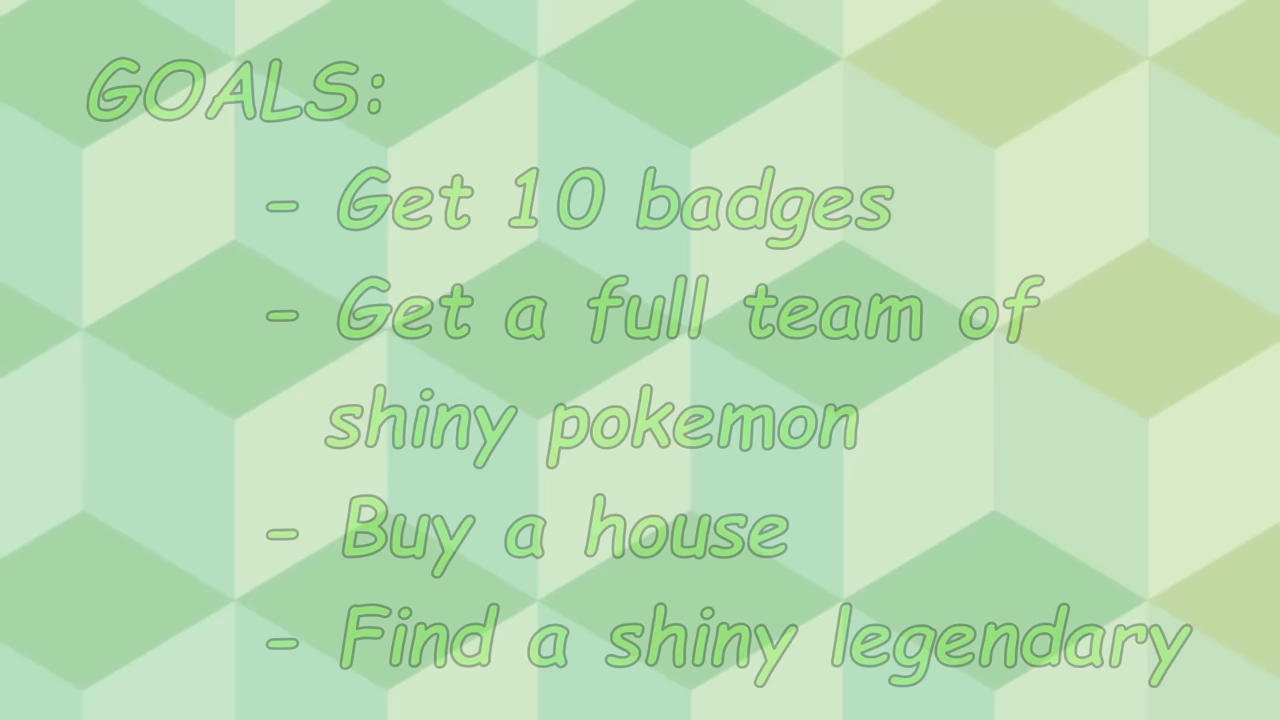 GOALS:
- Get 10 badges
- Get a full team of
shiny pokemon
- Buy a house
- Find a shiny legendary